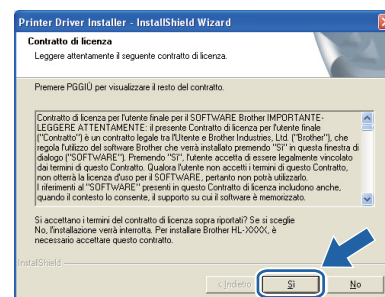 Printer Driver Installer - InstallShield Wizard
Contratto di licenza
Leggere attentamente il seguente contratto di licenza.
Premere PGGIÙ per visualizzare il resto del contratto.
Contratto di licenza per l'utente finale per il SOFTWARE Brother IMPORTANTE-
LEGGERE ATTENTAMENTE: il presente Contratto di licenza per l'utente finale
("Contratto") è un contratto legale tra l'Utente e Brother Industries, Ltd. ("Brother"), che
regola l'utilizzo del software Brother che verrà installato premendo "Sì" in questa finestra di
dialogo ("SOFTWARE"). Premendo "Sì", l'utente accetta di essere legalmente vincolato
dai termini di questo Contratto. Qualora l'utente non accetti i termini di questo Contratto,
non otterrà la licenza d'uso per il SOFTWARE, pertanto non potrà utilizzarlo.
I riferimenti al "SOFTWARE" presenti in questo Contratto di licenza includono anche,
quando il contesto lo consente, il supporto su cui il software è memorizzato.
Si accettano i termini del contratto di licenza sopra riportati? Se si sceglie
No, l'installazione verrà interrotta. Per installare Brother HL-XXXX, è
necessario accettare questo contratto.
InstallShield
< Indietro
Sì
No